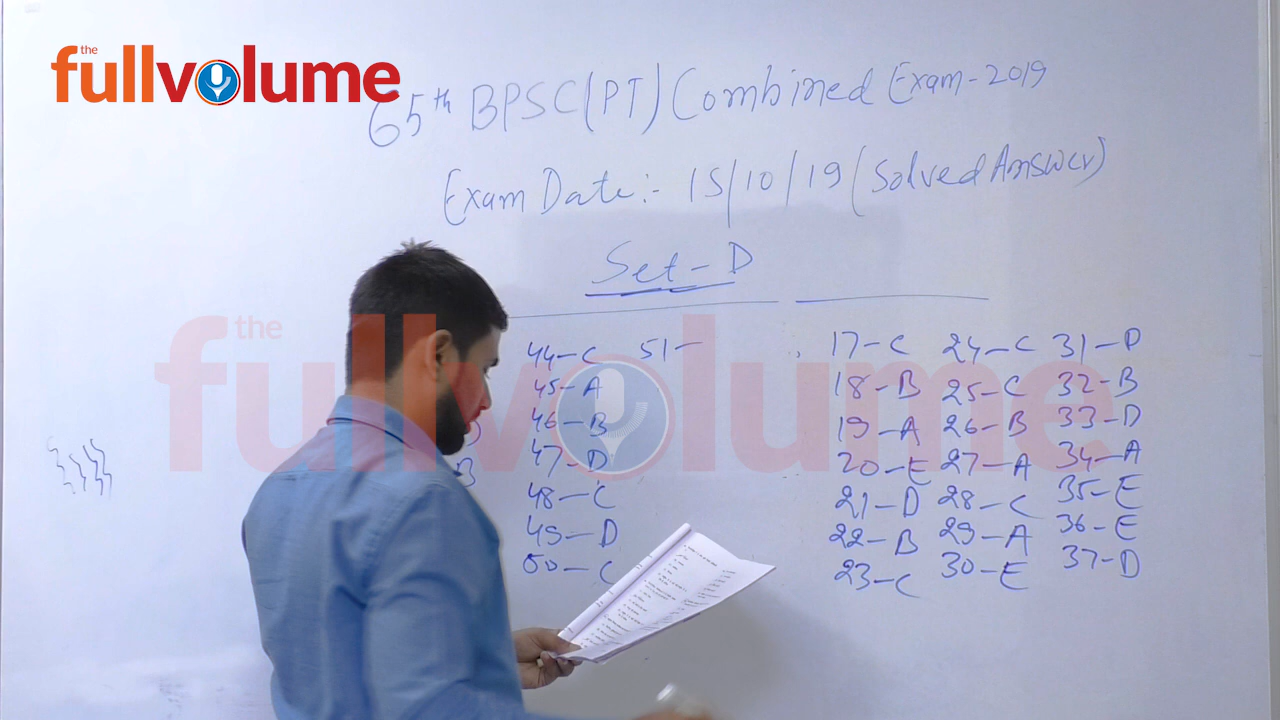 the
fullvolume
65th BPSC(PT) Combined Exam-2019
Exam Date:- 15/10/19 (Solved Answer)
Set-D
the
fullvolume
44-C 51- 17-C 24-C 31-D
45-A 18-B 25-C 32-B
46-B 19-A 26-B 33-D
47-D 20-E 27-A 34-A
B 48-C 21-D 28-C 35-E
49-D 22-B 29-A 36-E
50-C 23-C 30-E 37-D